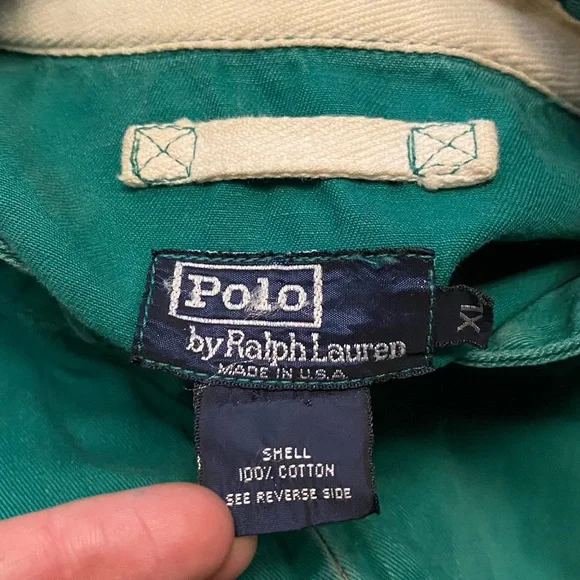 Polo
by Ralph Lauren
MADE IN U.S.A.
XL
SHELL
100% COTTON
SEE REVERSE SIDE